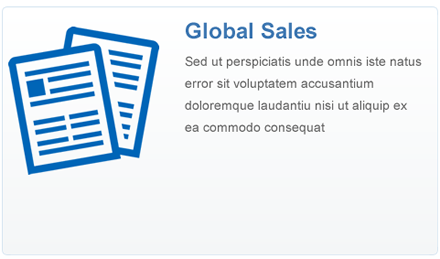 Global Sales
Sed ut perspiciatis unde omnis iste natus
error sit voluptatem accusantium
doloremque laudantiu nisi ut aliquip ex
ea commodo consequat